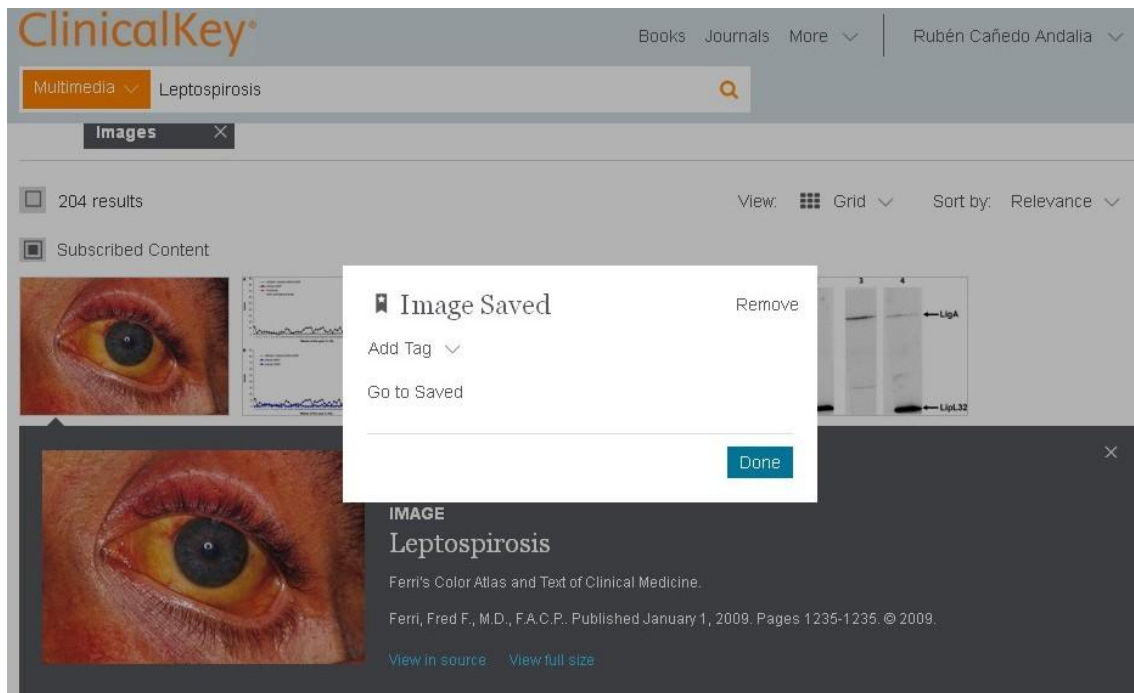 ClinicalKey®
Books Journals More
Rubén Cañedo Andalia
Multimedia
Leptospirosis
Images
204 results
View: Grid
Sort by: Relevance
Subscribed Content
3 4
LigA
LipL32
Image Saved
Remove
Add Tag
Go to Saved
Done
IMAGE
Leptospirosis
Ferri's Color Atlas and Text of Clinical Medicine.
Ferri, Fred F., M.D., F.A.C.P.. Published January 1, 2009. Pages 1235-1235. © 2009.
View in source View full size